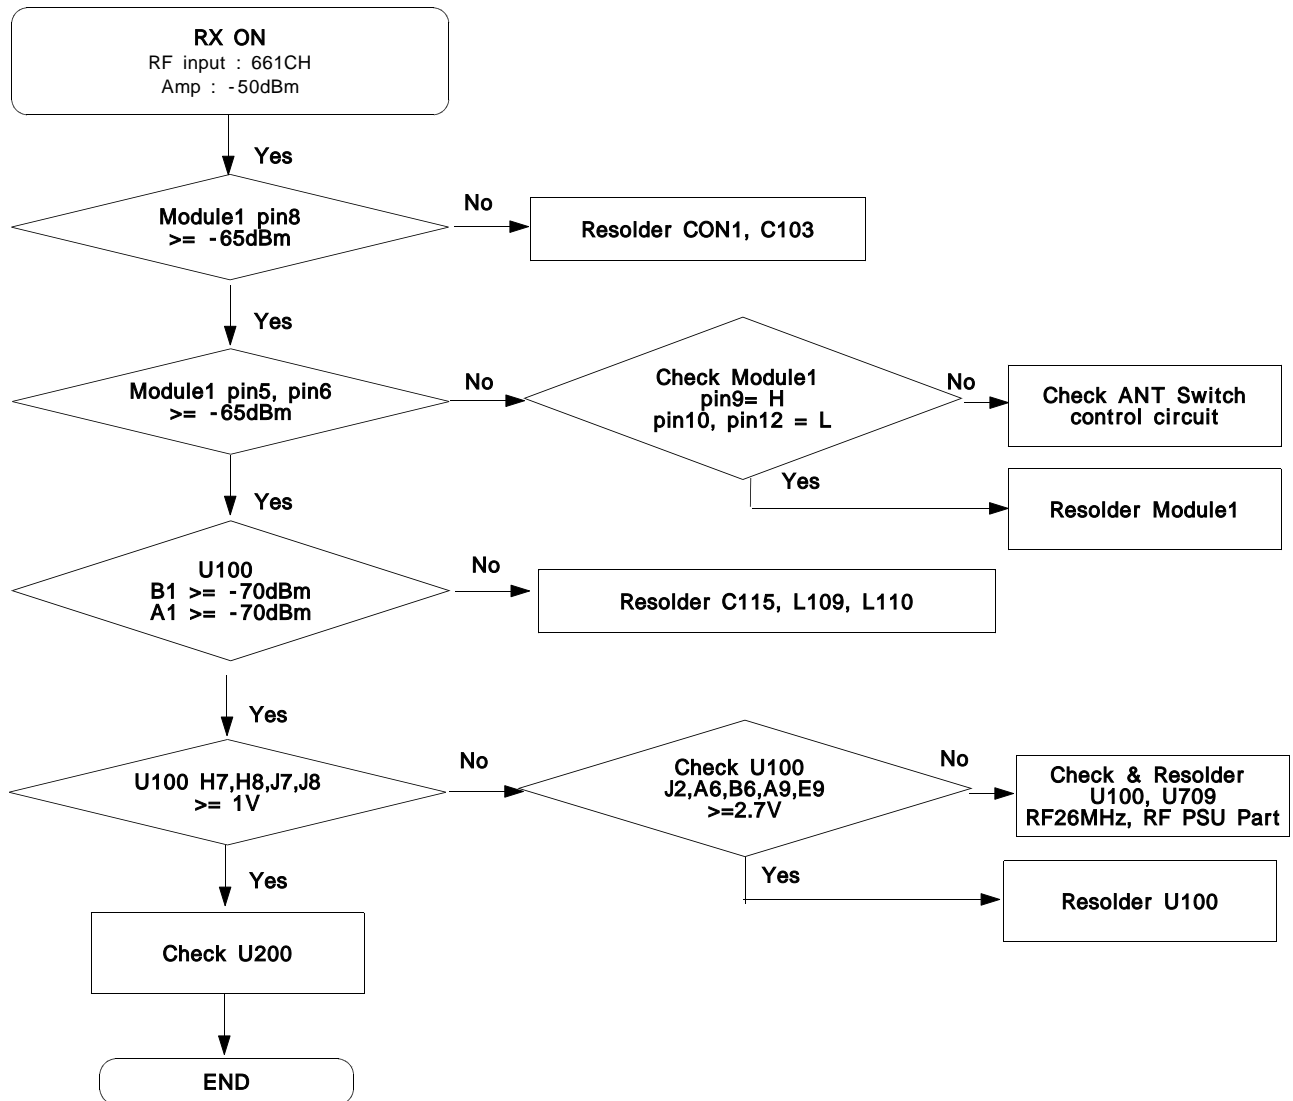 RX ON
RF input : 661CH
Amp : -50dBm
Yes
Module1 pin8
>= -65dBm
No
Resolder CON1, C103
Yes
Module1 pin5, pin6
>= -65dBm
No
Check Module1
pin9= H
pin10, pin12 = L
No
Check ANT Switch
control circuit
Yes
Resolder Module1
Yes
U100
B1 >= -70dBm
A1 >= -70dBm
No
Resolder C115, L109, L110
Yes
U100 H7,H8,J7,J8
>= 1V
No
Check U100
J2,A6,B6,A9,E9
>=2.7V
No
Check & Resolder
U100, U709
RF26MHz, RF PSU Part
Yes
Resolder U100
Yes
Check U200
END